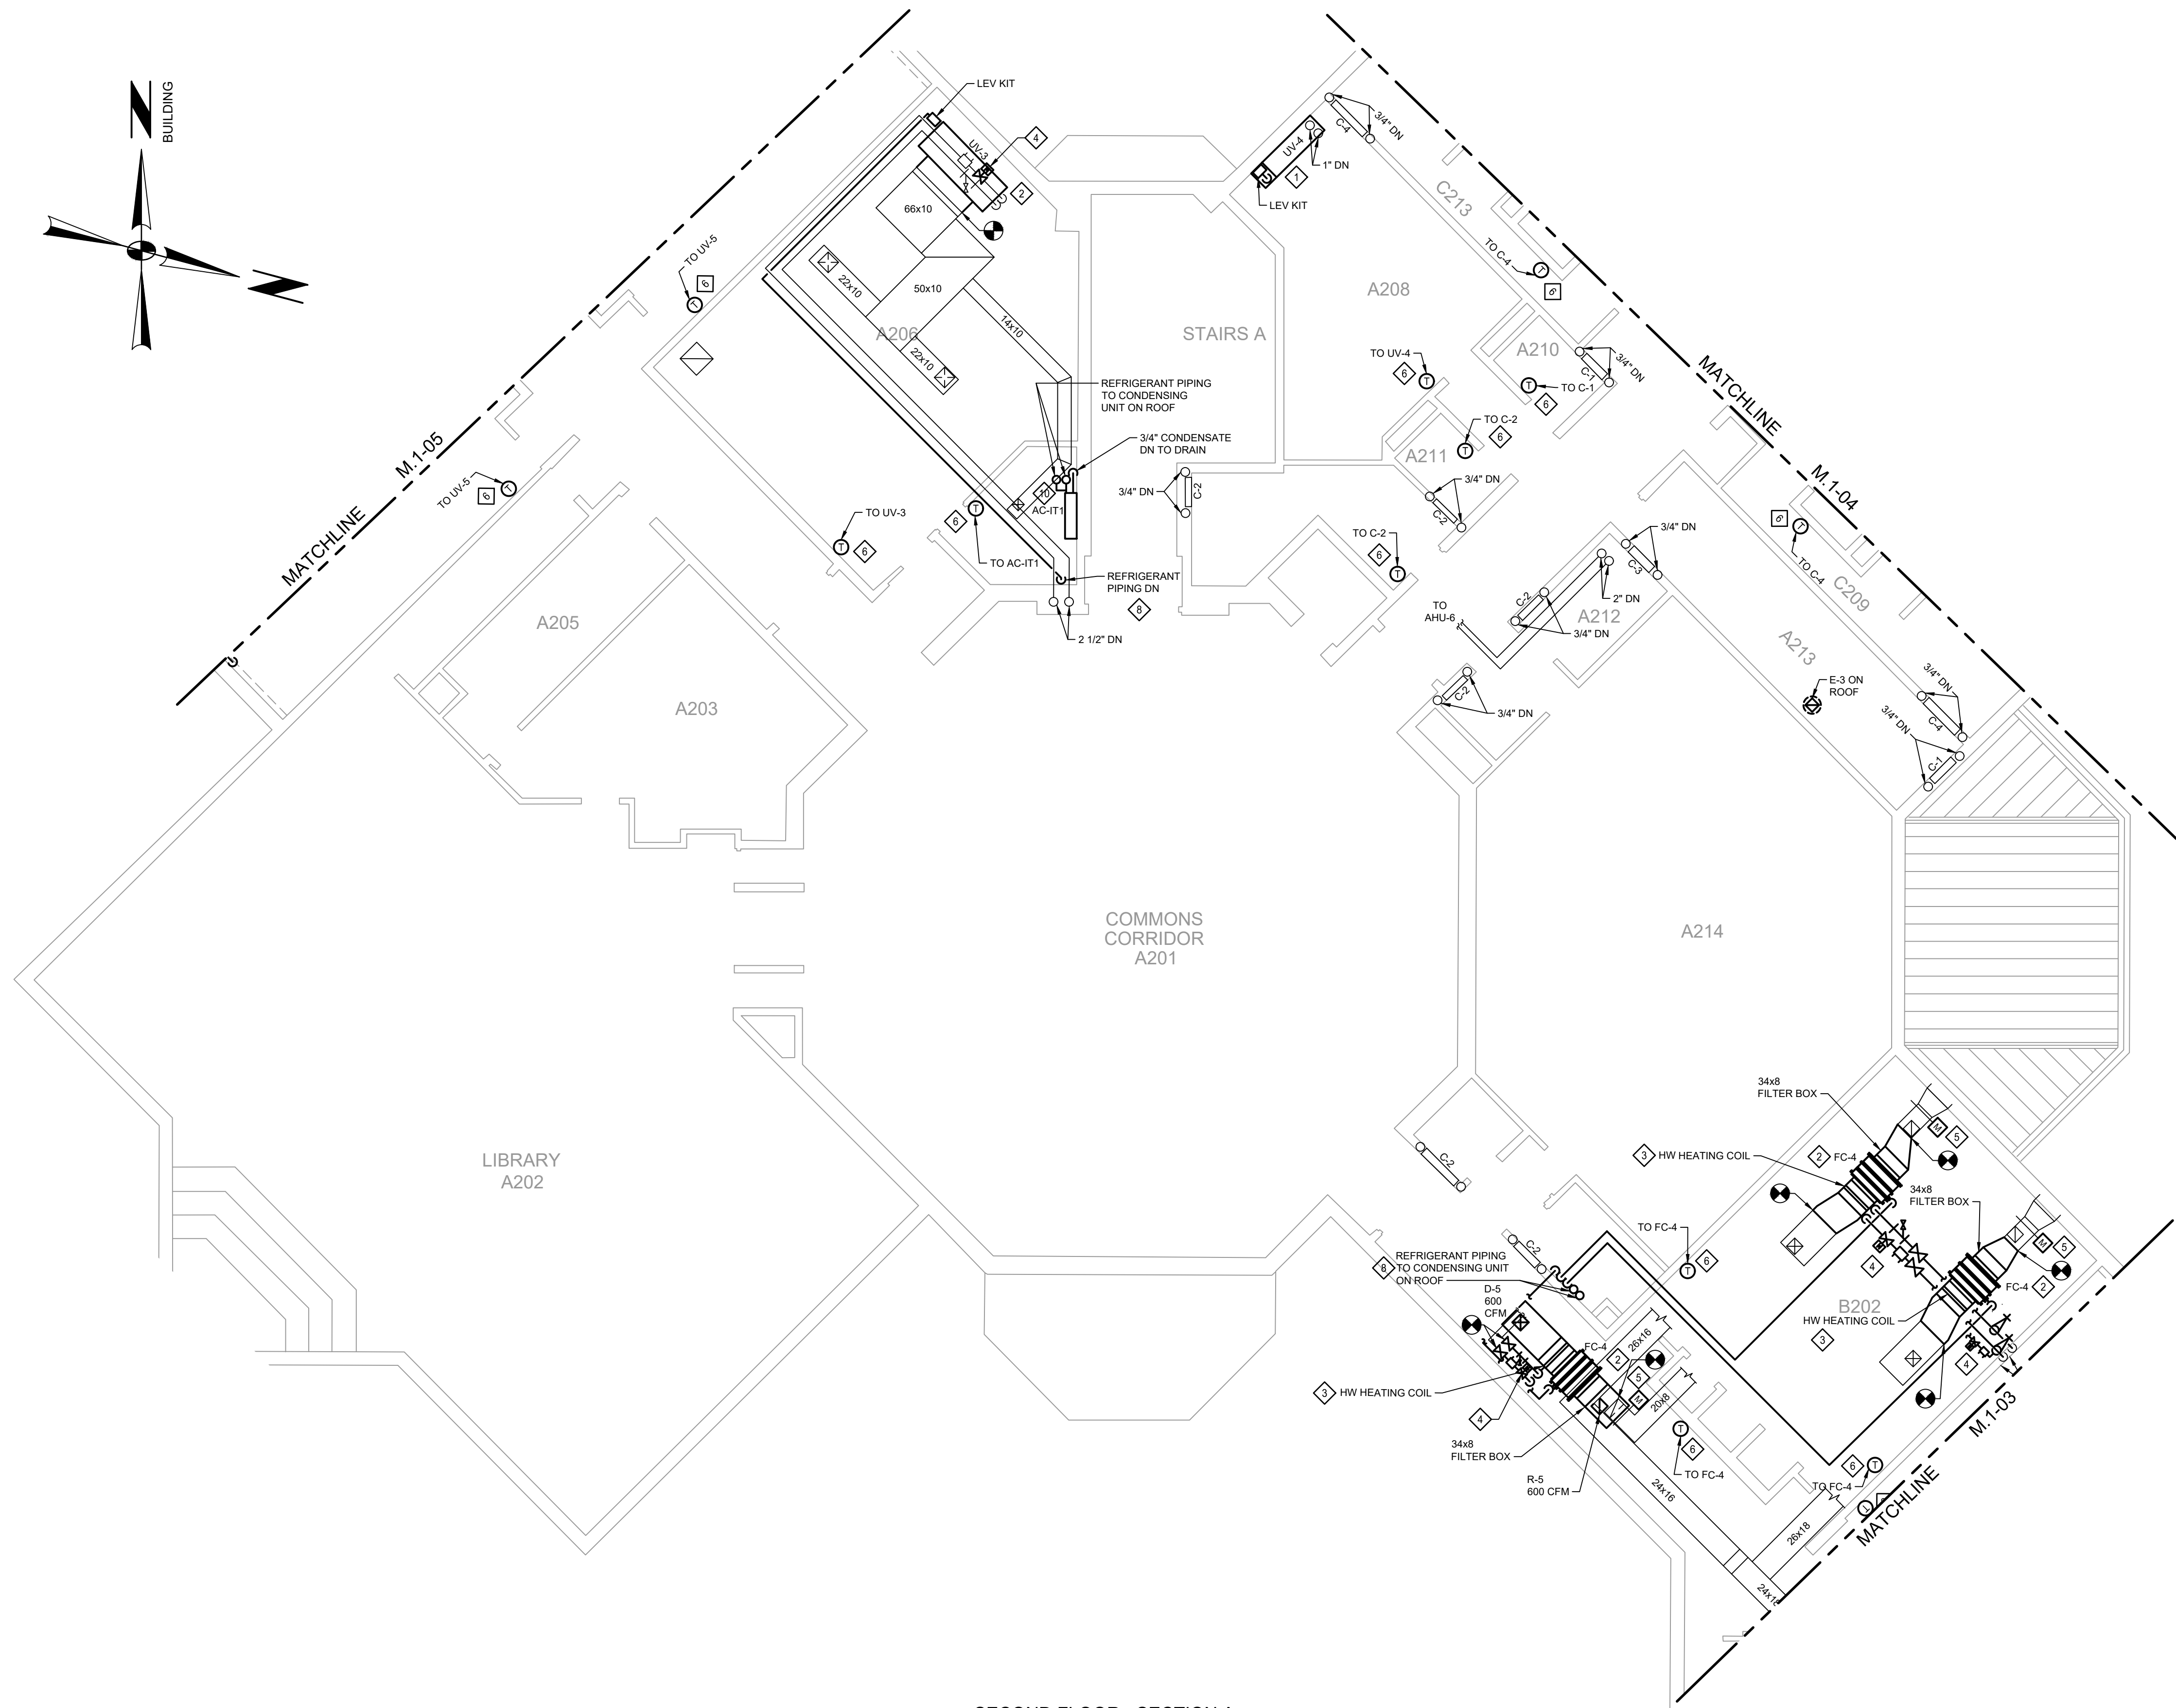 N
BUILDING
N
LEV KIT
4
UV-3
2
66x10
50x10
22x10
22x10
14x10
A206
TO UV-5
6
M.1-05
MATCHLINE
TO UV-5
6
A205
A203
TO UV-3
6
6
TO AC-IT1
10
AC-IT1
REFRIGERANT PIPING
TO CONDENSING
UNIT ON ROOF
3/4" CONDENSATE
DN TO DRAIN
REFRIGERANT
PIPING DN
8
2 1/2" DN
STAIRS A
UV-4
1" DN
1
LEV KIT
C-4
3/4" DN
C213
TO C-4
6
A208
A210
C-1
3/4" DN
TO UV-4
6
TO C-1
6
TO C-2
6
A211
3/4" DN
C-2
3/4" DN
C-2
TO C-2
6
MATCHLINE
M.1-04
3/4" DN
C-3
2" DN
A212
C-2
3/4" DN
TO
AHU-6
C-2
3/4" DN
6
TO C-4
C209
A213
E-3 ON
ROOF
3/4" DN
C-4
3/4" DN
C-1
COMMONS
CORRIDOR
A201
A214
LIBRARY
A202
C-2
C-2
34x8
FILTER BOX
3
HW HEATING COIL
2
FC-4
M
5
34x8
FILTER BOX
M
5
FC-4
2
4
B202
HW HEATING COIL
3
4
TO FC-4
6
8
REFRIGERANT PIPING
TO CONDENSING UNIT
ON ROOF
D-5
600
CFM
FC-4
26x16
2
5
M
20x8
3
HW HEATING COIL
4
34x8
FILTER BOX
R-5
600 CFM
6
TO FC-4
6
TO FC-4
24x16
26x18
T
M.1-03
MATCHLINE